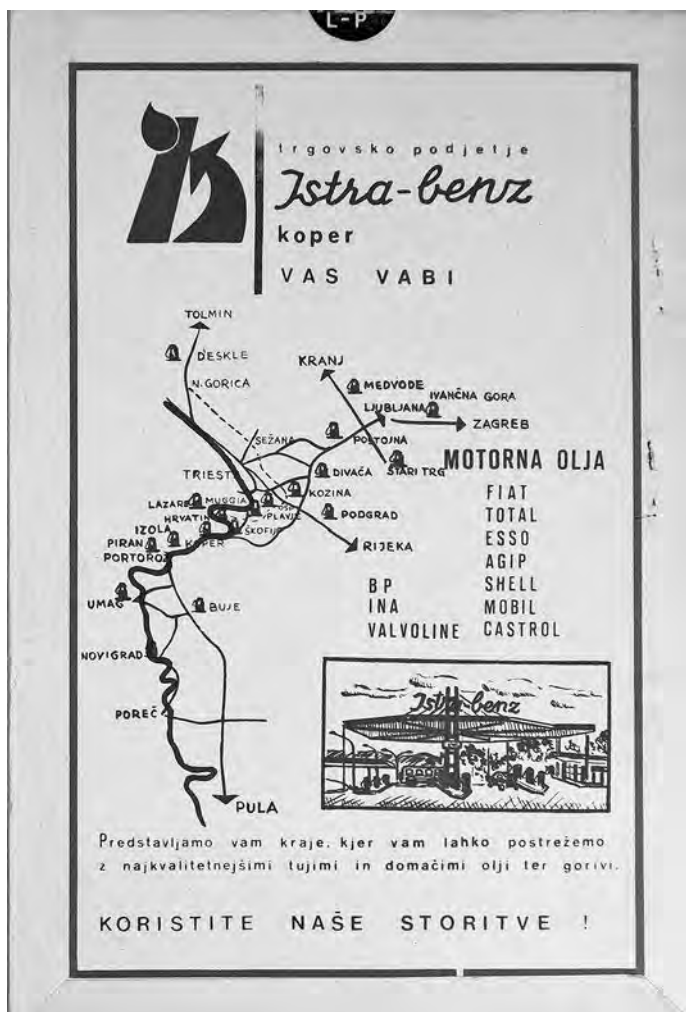 L-P
trgovsko podjetje
Istra-benz
koper
VAS VABI
TOLMIN
DESKLE
N. GORICA
KRANJ
MEDVODE
IVANČNA GORA
LJUBLJANA
ZAGREB
SEŽANA
POSTOJNA
STARI TRG
TRIESTE
DIVAČA
KOZINA
LAZARET
MUGGIA
OSP
PLAVJE
HRVATINI
ŠKOFIJE
PODGRAD
IZOLA
KOPER
RIJEKA
PIRAN
PORTOROŽ
UMAG
BUJE
NOVIGRAD
POREČ
PULA
MOTORNA OLJA
FIAT
TOTAL
ESSO
AGIP
BP SHELL
INA MOBIL
VALVOLINE CASTROL
Istra benz
Predstavljamo vam kraje, kjer vam lahko postrežemo
z najkvalitetnejšimi tujimi in domačimi olji ter gorivi.
KORISTITE NAŠE STORITVE !